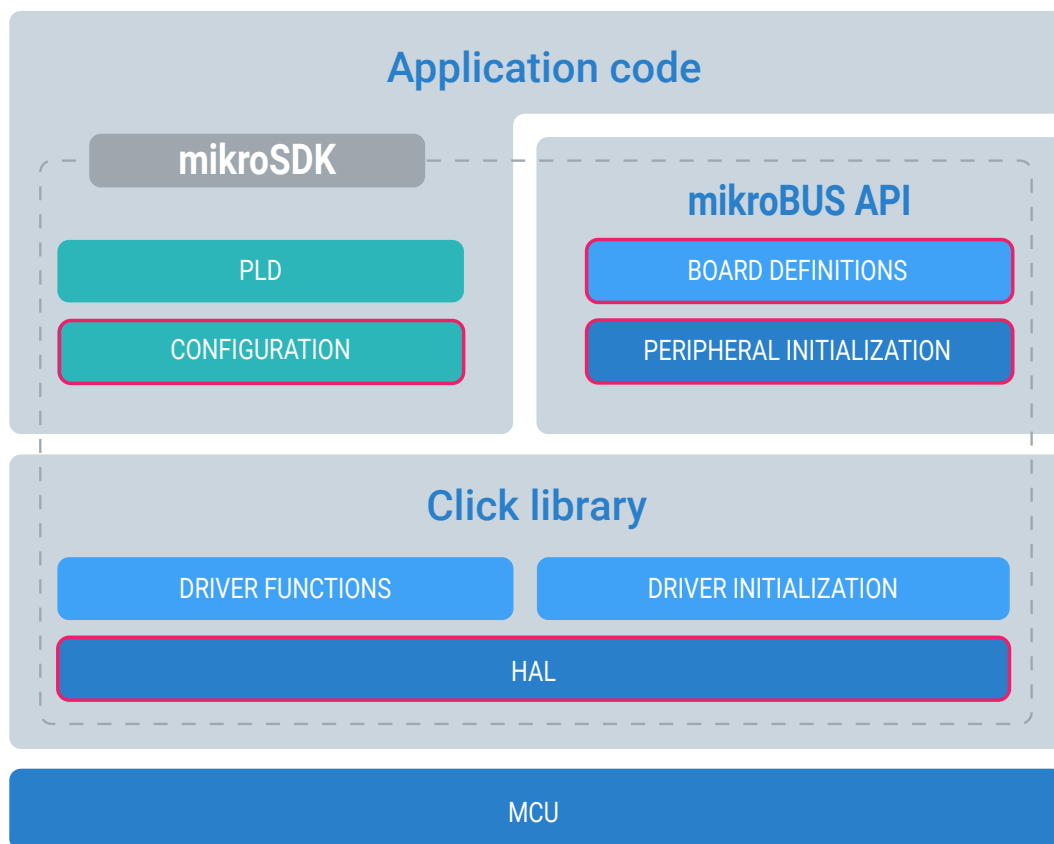 Application code
mikroSDK
mikroBUS API
PLD
BOARD DEFINITIONS
CONFIGURATION
PERIPHERAL INITIALIZATION
Click library
DRIVER FUNCTIONS
DRIVER INITIALIZATION
HAL
MCU